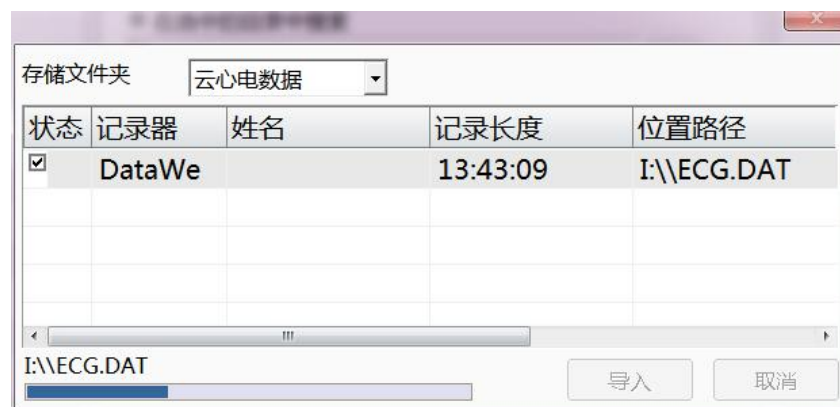 存储文件夹 云心电数据
状态 记录器 姓名 记录长度 位置路径
DataWe 13:43:09 I:\\ECG.DAT
I:\\ECG.DAT
导入 取消